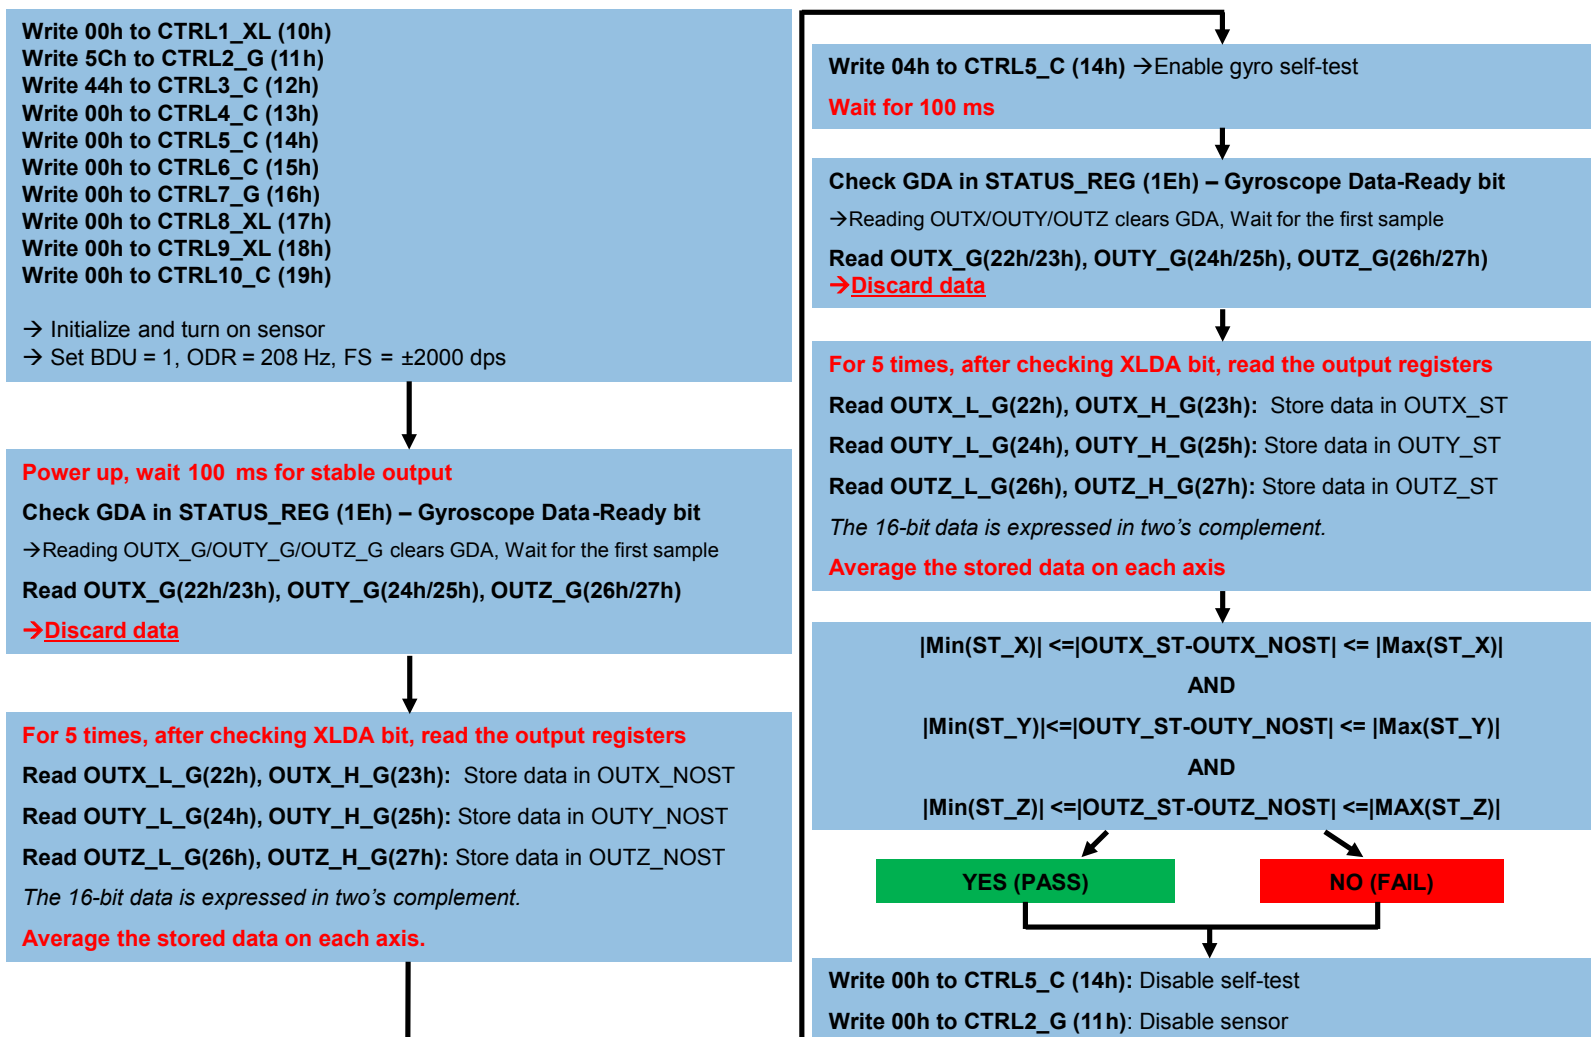 Write 00h to CTRL1_XL (10h)
Write 5Ch to CTRL2_G (11h)
Write 44h to CTRL3_C (12h)
Write 00h to CTRL4_C (13h)
Write 00h to CTRL5_C (14h)
Write 00h to CTRL6_C (15h)
Write 00h to CTRL7_G (16h)
Write 00h to CTRL8_XL (17h)
Write 00h to CTRL9_XL (18h)
Write 00h to CTRL10_C (19h)
→ Initialize and turn on sensor
→ Set BDU = 1, ODR = 208 Hz, FS = ±2000 dps
Power up, wait 100 ms for stable output
Check GDA in STATUS_REG (1Eh) – Gyroscope Data-Ready bit
→Reading OUTX_G/OUTY_G/OUTZ_G clears GDA, Wait for the first sample
Read OUTX_G(22h/23h), OUTY_G(24h/25h), OUTZ_G(26h/27h)
→Discard data
For 5 times, after checking XLDA bit, read the output registers
Read OUTX_L_G(22h), OUTX_H_G(23h): Store data in OUTX_NOST
Read OUTY_L_G(24h), OUTY_H_G(25h): Store data in OUTY_NOST
Read OUTZ_L_G(26h), OUTZ_H_G(27h): Store data in OUTZ_NOST
The 16-bit data is expressed in two's complement.
Average the stored data on each axis.
Write 04h to CTRL5_C (14h) →Enable gyro self-test
Wait for 100 ms
Check GDA in STATUS_REG (1Eh) – Gyroscope Data-Ready bit
→Reading OUTX/OUTY/OUTZ clears GDA, Wait for the first sample
Read OUTX_G(22h/23h), OUTY_G(24h/25h), OUTZ_G(26h/27h)
→Discard data
For 5 times, after checking XLDA bit, read the output registers
Read OUTX_L_G(22h), OUTX_H_G(23h): Store data in OUTX_ST
Read OUTY_L_G(24h), OUTY_H_G(25h): Store data in OUTY_ST
Read OUTZ_L_G(26h), OUTZ_H_G(27h): Store data in OUTZ_ST
The 16-bit data is expressed in two's complement.
Average the stored data on each axis
|Min(ST_X)| <=|OUTX_ST-OUTX_NOST| <= |Max(ST_X)|
AND
|Min(ST_Y)|<=|OUTY_ST-OUTY_NOST| <= |Max(ST_Y)|
AND
|Min(ST_Z)| <=|OUTZ_ST-OUTZ_NOST| <=|MAX(ST_Z)|
YES (PASS)
NO (FAIL)
Write 00h to CTRL5_C (14h): Disable self-test
Write 00h to CTRL2_G (11h): Disable sensor